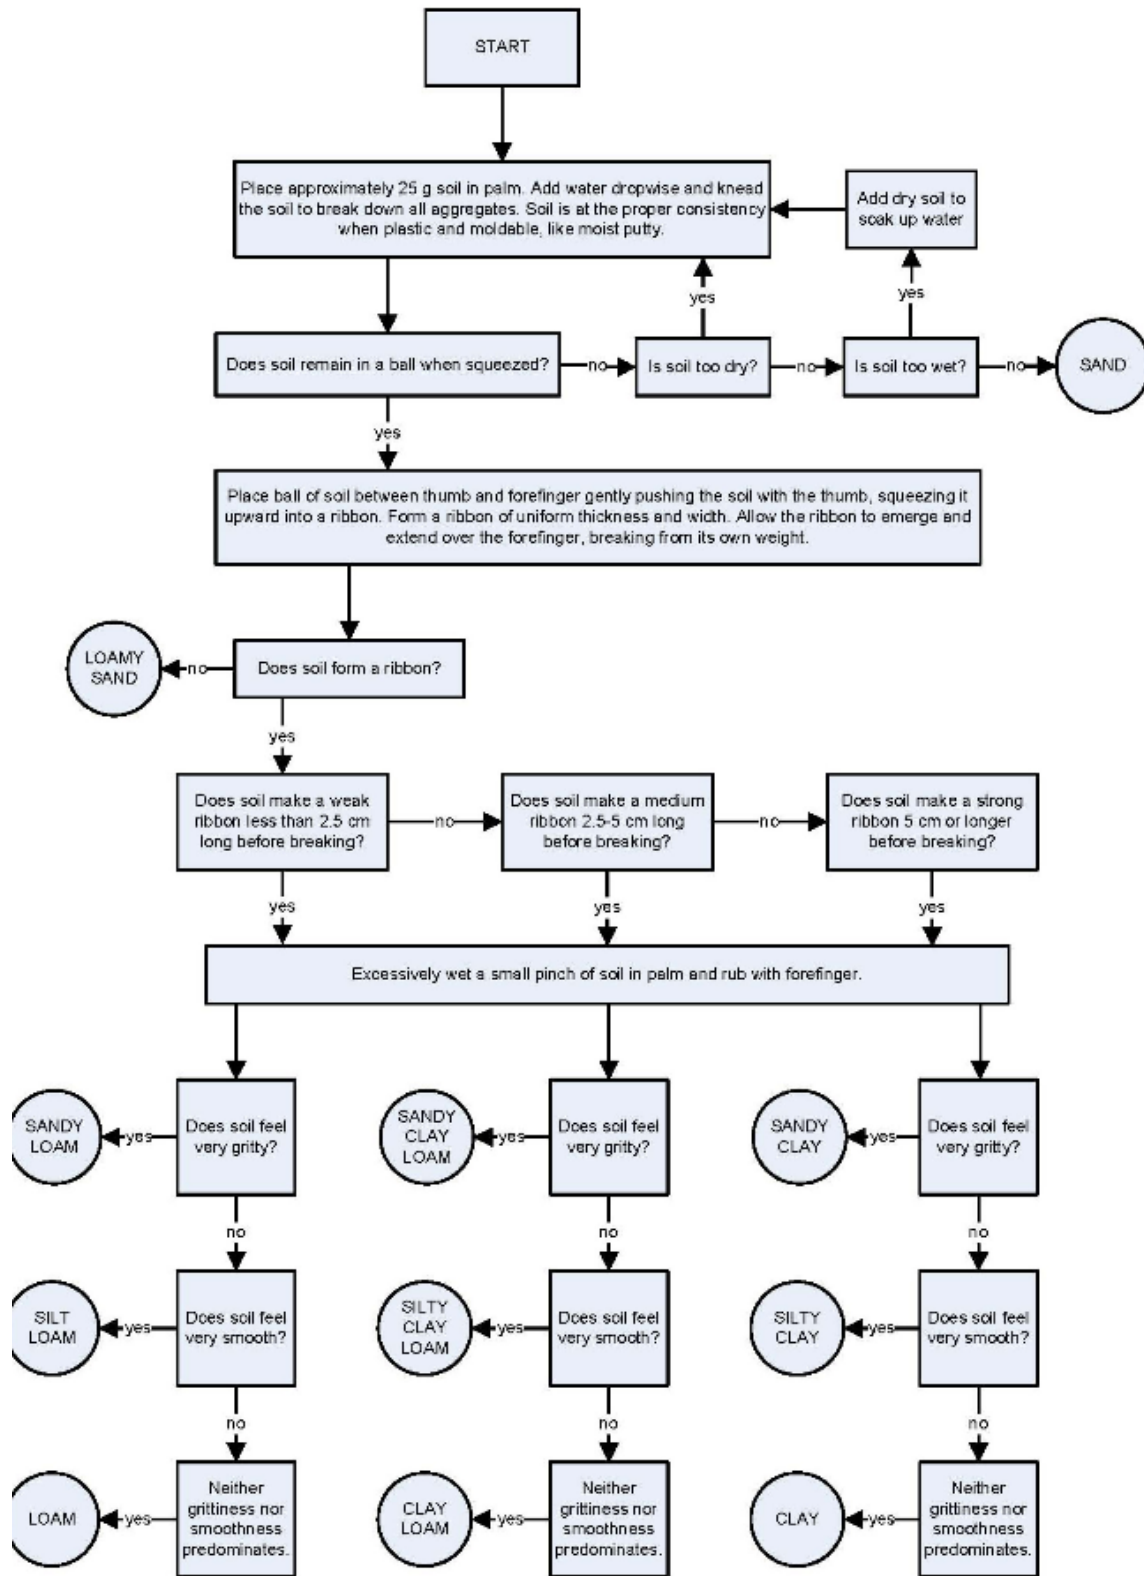 START
Place approximately 25 g soil in palm. Add water dropwise and knead
the soil to break down all aggregates. Soil is at the proper consistency
when plastic and moldable, like moist putty.
Add dry soil to
soak up water
yes
yes
Does soil remain in a ball when squeezed?
no
Is soil too dry?
no
Is soil too wet?
no
SAND
yes
Place ball of soil between thumb and forefinger gently pushing the soil with the thumb, squeezing it
upward into a ribbon. Form a ribbon of uniform thickness and width. Allow the ribbon to emerge and
extend over the forefinger, breaking from its own weight.
LOAMY
SAND
no
Does soil form a ribbon?
yes
Does soil make a weak
ribbon less than 2.5 cm
long before breaking?
no
Does soil make a medium
ribbon 2.5-5 cm long
before breaking?
no
Does soil make a strong
ribbon 5 cm or longer
before breaking?
yes
yes
yes
Excessively wet a small pinch of soil in palm and rub with forefinger.
SANDY
LOAM
yes
Does soil feel
very gritty?
SANDY
CLAY
LOAM
yes
Does soil feel
very gritty?
SANDY
CLAY
yes
Does soil feel
very gritty?
no
no
no
SILT
LOAM
yes
Does soil feel
very smooth?
SILTY
CLAY
LOAM
yes
Does soil feel
very smooth?
SILTY
CLAY
yes
Does soil feel
very smooth?
no
no
no
LOAM
yes
Neither
grittiness nor
smoothness
predominates.
CLAY
LOAM
yes
Neither
grittiness nor
smoothness
predominates.
CLAY
yes
Neither
grittiness nor
smoothness
predominates.